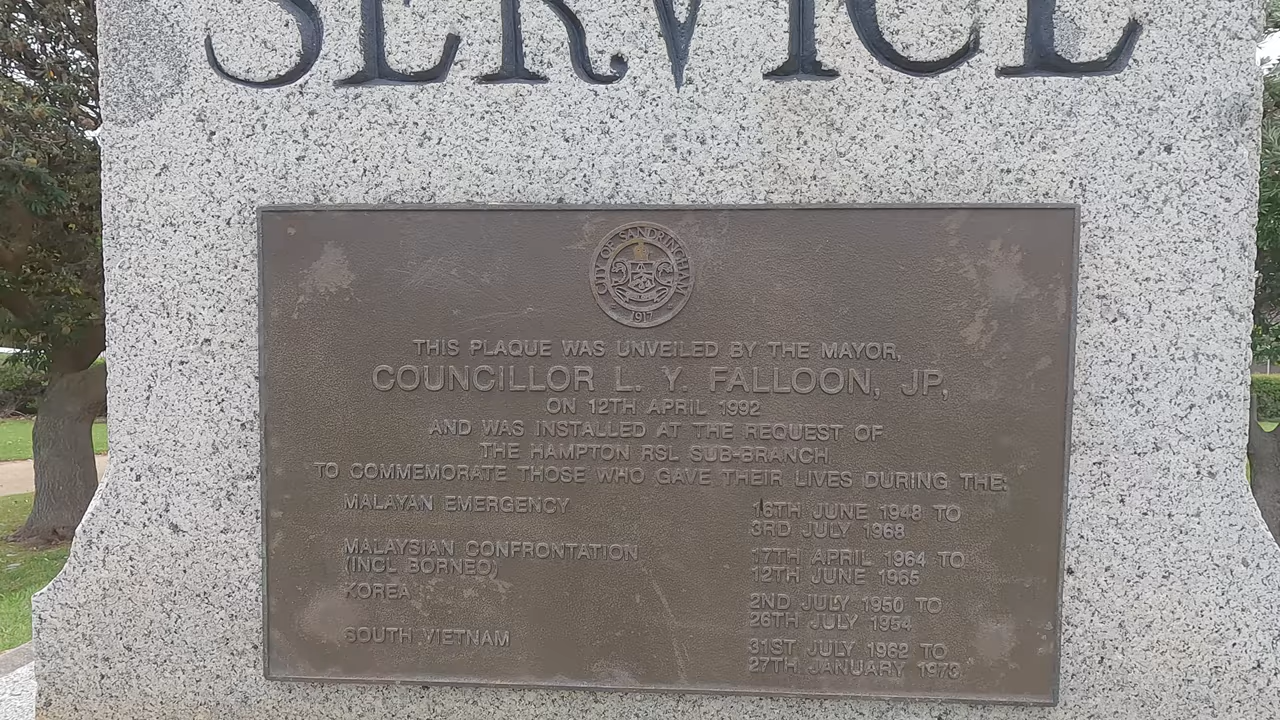 SERVICE
CITY OF SANDRINGHAM
1917
THIS PLAQUE WAS UNVEILED BY THE MAYOR,
COUNCILLOR L. Y. FALLOON, JP,
ON 12TH APRIL 1992
AND WAS INSTALLED AT THE REQUEST OF
THE HAMPTON RSL SUB-BRANCH
TO COMMEMORATE THOSE WHO GAVE THEIR LIVES DURING THE:
MALAYAN EMERGENCY 16TH JUNE 1948 TO
3RD JULY 1968
MALAYSIAN CONFRONTATION 17TH APRIL 1964 TO
(INCL BORNEO) 12TH JUNE 1965
KOREA 2ND JULY 1950 TO
26TH JULY 1954
SOUTH VIETNAM 31ST JULY 1962 TO
27TH JANUARY 1973